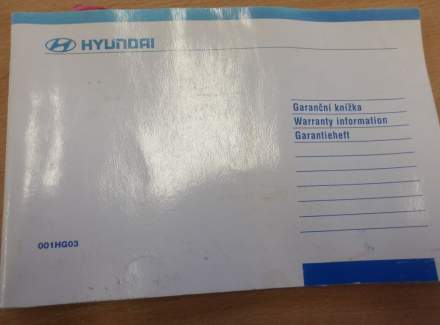 HYUNDAI
Garanční knížka
Warranty information
Garantieheft
001HG03